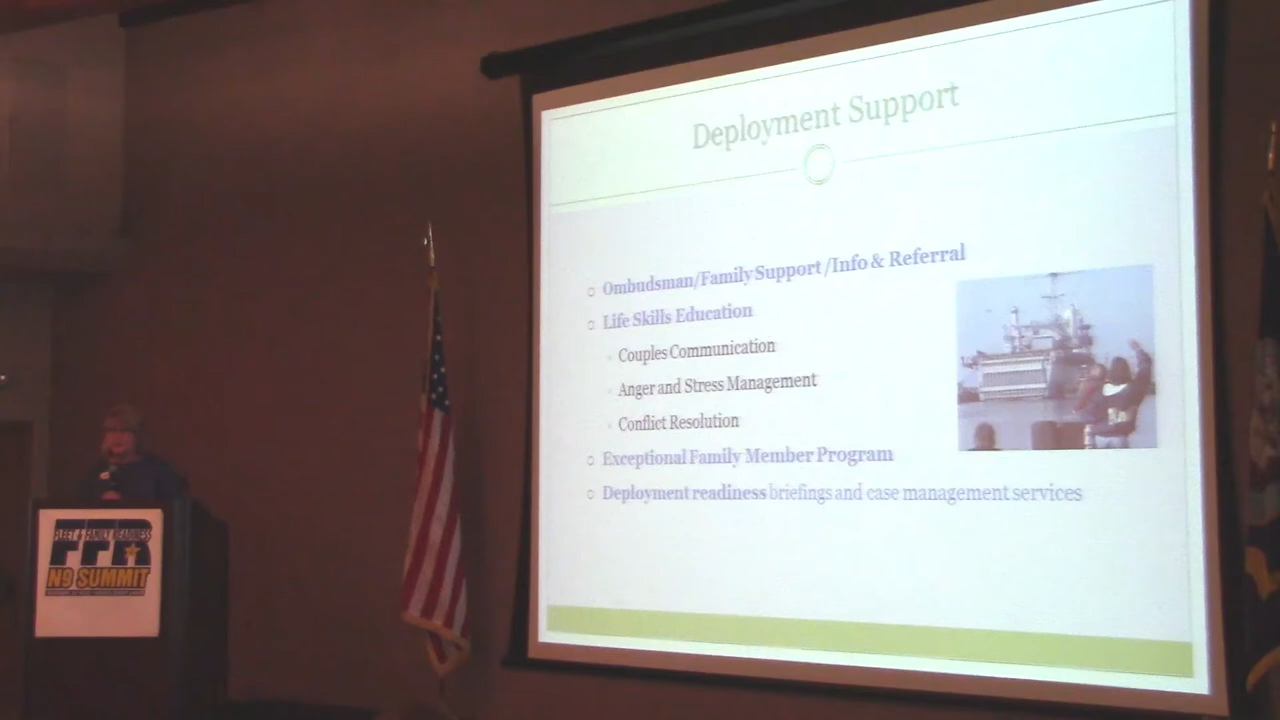 Deployment Support
Ombudsman/Family Support /Info & Referral
Life Skills Education
Couples Communication
Anger and Stress Management
Conflict Resolution
Exceptional Family Member Program
Deployment readiness briefings and case management services
FLEET & FAMILY READINESS
FFR
N9 SUMMIT